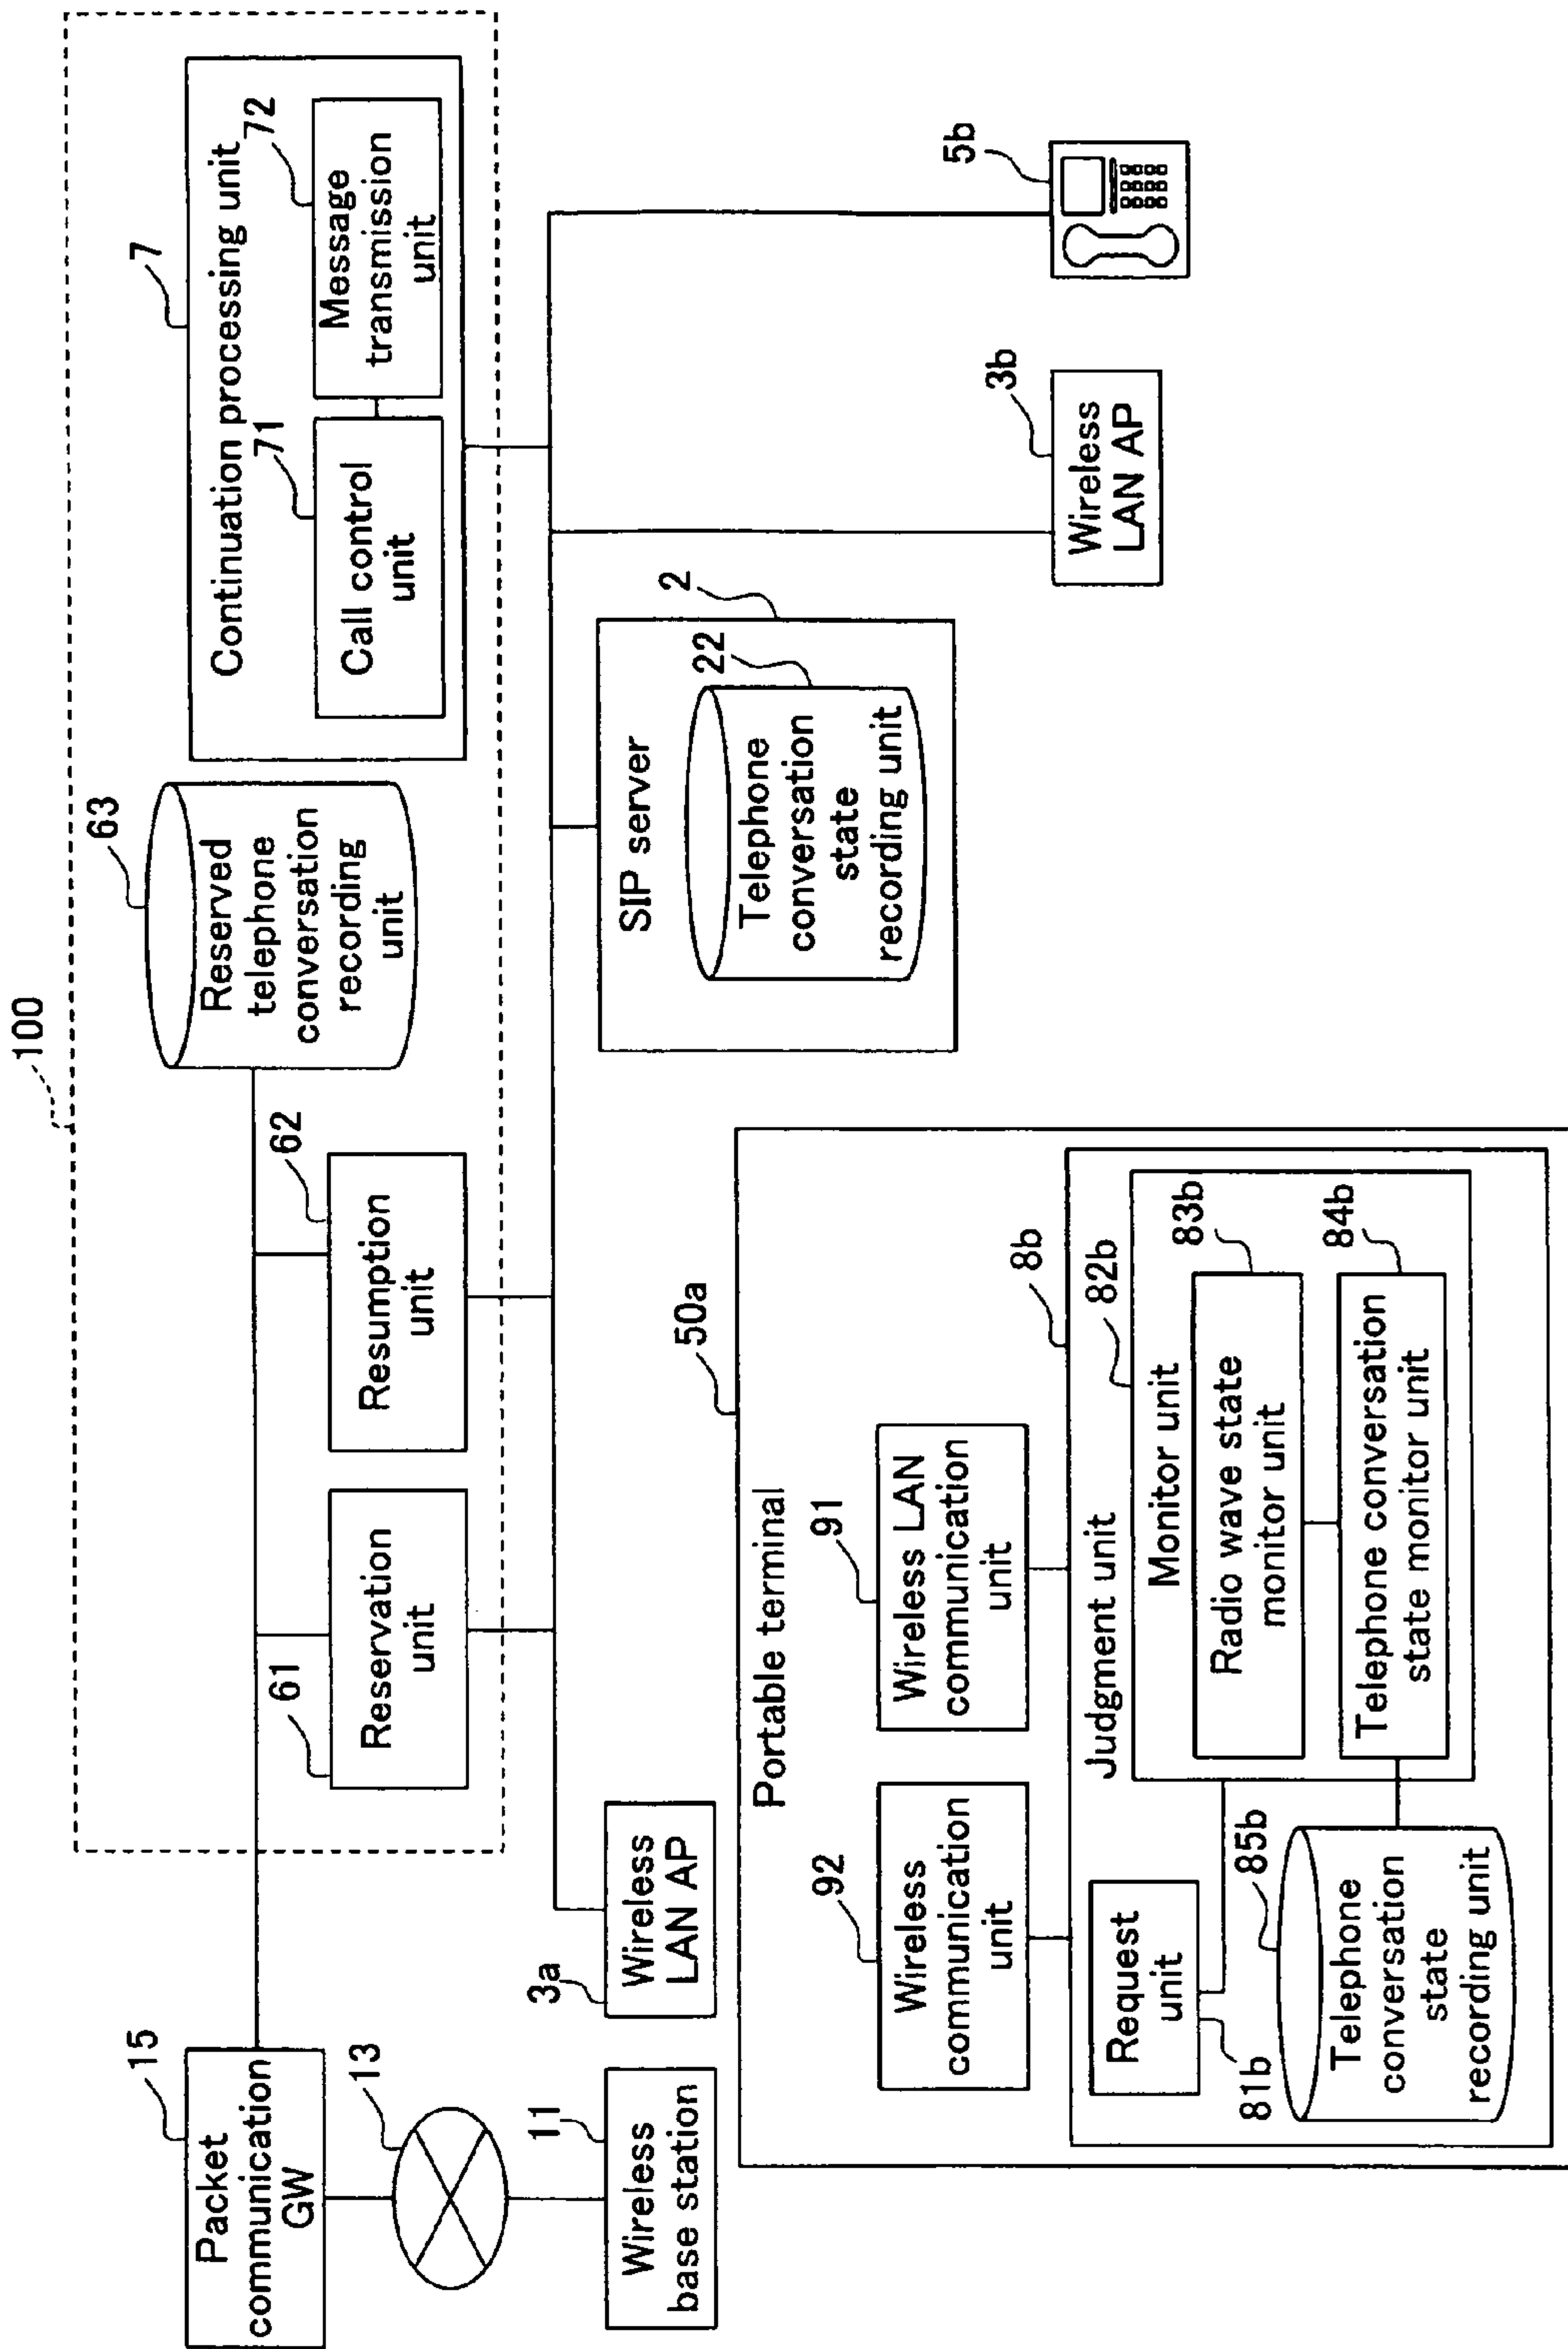 100
15
Packet
communication
GW
13
11
Wireless
base station
61
Reservation
unit
62
Resumption
unit
63
Reserved
telephone
conversation
recording
unit
7
Continuation processing unit
71
Call control
unit
72
Message
transmission
unit
3a
Wireless
LAN AP
2
SIP server
22
Telephone
conversation
state
recording unit
3b
Wireless
LAN AP
5b
50a
Portable terminal
92
Wireless
communication
unit
91
Wireless LAN
communication
unit
8b
Judgment unit
Request
unit
81b
82b
Monitor unit
83b
Radio wave state
monitor unit
84b
Telephone conversation
state monitor unit
85b
Telephone
conversation
state
recording unit